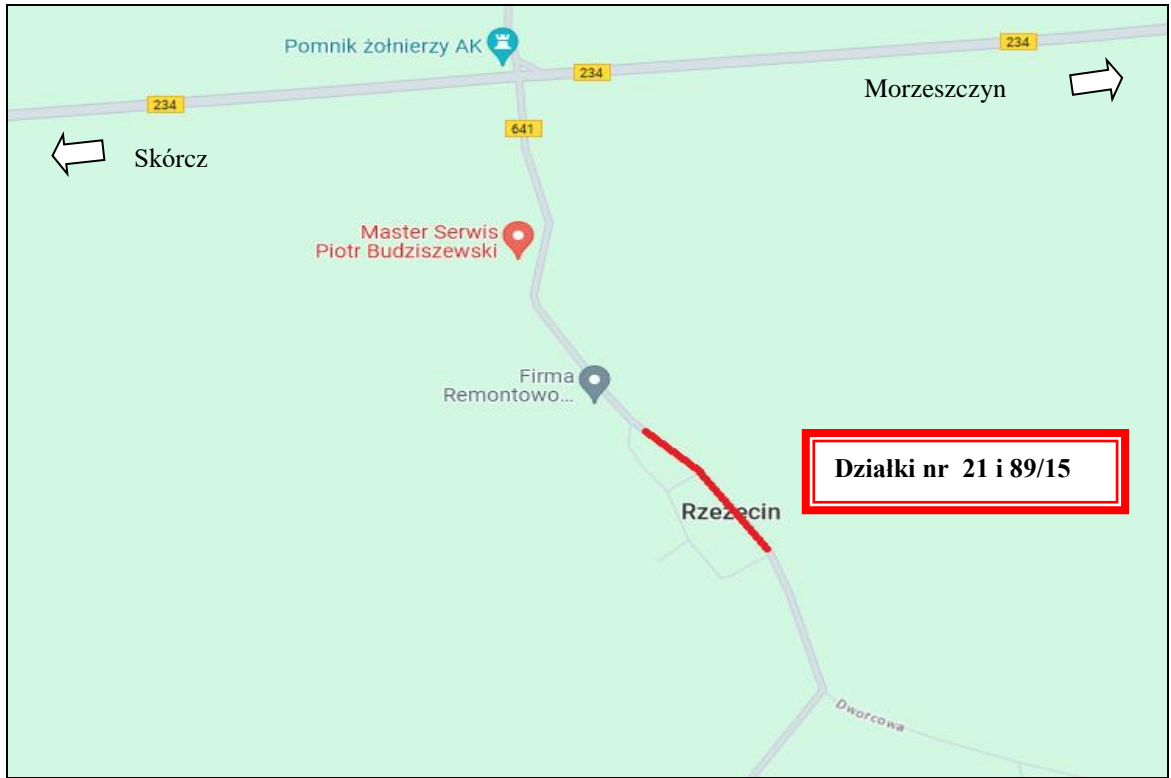 Pomnik żołnierzy AK
234
234
Morzeszczyn
234
641
Skórcz
Master Serwis
Piotr Budziszewski
Firma
Remontowo...
Działki nr 21 i 89/15
Rzeżęcin
Dworcowa